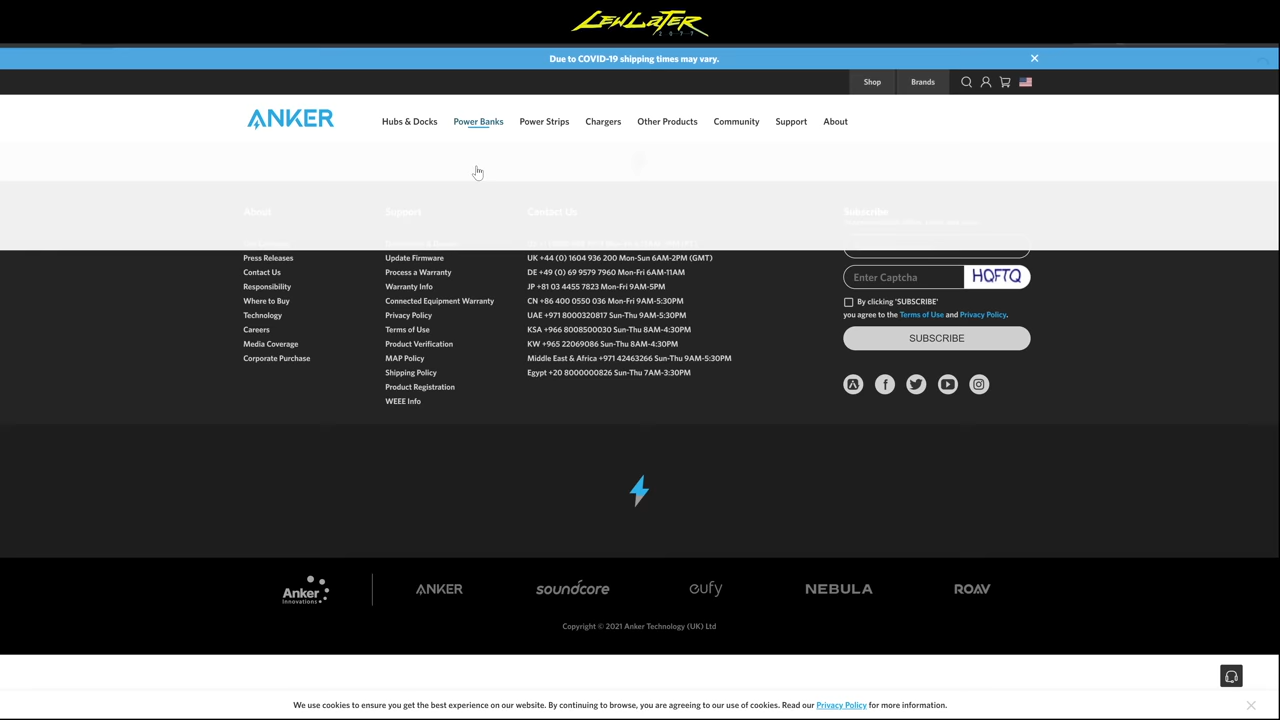 LEWLATER
2077
Due to COVID-19 shipping times may vary.
Shop
Brands
ANKER
Hubs & Docks
Power Banks
Power Strips
Chargers
Other Products
Community
Support
About
About
Press Releases
Contact Us
Responsibility
Where to Buy
Technology
Careers
Media Coverage
Corporate Purchase
Support
Update Firmware
Process a Warranty
Warranty Info
Connected Equipment Warranty
Privacy Policy
Terms of Use
Product Verification
MAP Policy
Shipping Policy
Product Registration
WEEE Info
Contact Us
UK +44 (0) 1604 936 200 Mon-Sun 6AM-2PM (GMT)
DE +49 (0) 69 9579 7960 Mon-Fri 6AM-11AM
JP +81 03 4455 7823 Mon-Fri 9AM-5PM
CN +86 400 0550 036 Mon-Fri 9AM-5:30PM
UAE +971 8000320817 Sun-Thu 9AM-5:30PM
KSA +966 8008500030 Sun-Thu 8AM-4:30PM
KW +965 22069086 Sun-Thu 8AM-4:30PM
Middle East & Africa +971 42463266 Sun-Thu 9AM-5:30PM
Egypt +20 8000000826 Sun-Thu 7AM-3:30PM
Subscribe
Enter Captcha
HQFTQ
By clicking 'SUBSCRIBE'
you agree to the Terms of Use and Privacy Policy.
SUBSCRIBE
Anker
Innovations
ANKER
soundcore
eufy
NEBULA
ROAV
Copyright © 2021 Anker Technology (UK) Ltd
We use cookies to ensure you get the best experience on our website. By continuing to browse, you are agreeing to our use of cookies. Read our Privacy Policy for more information.